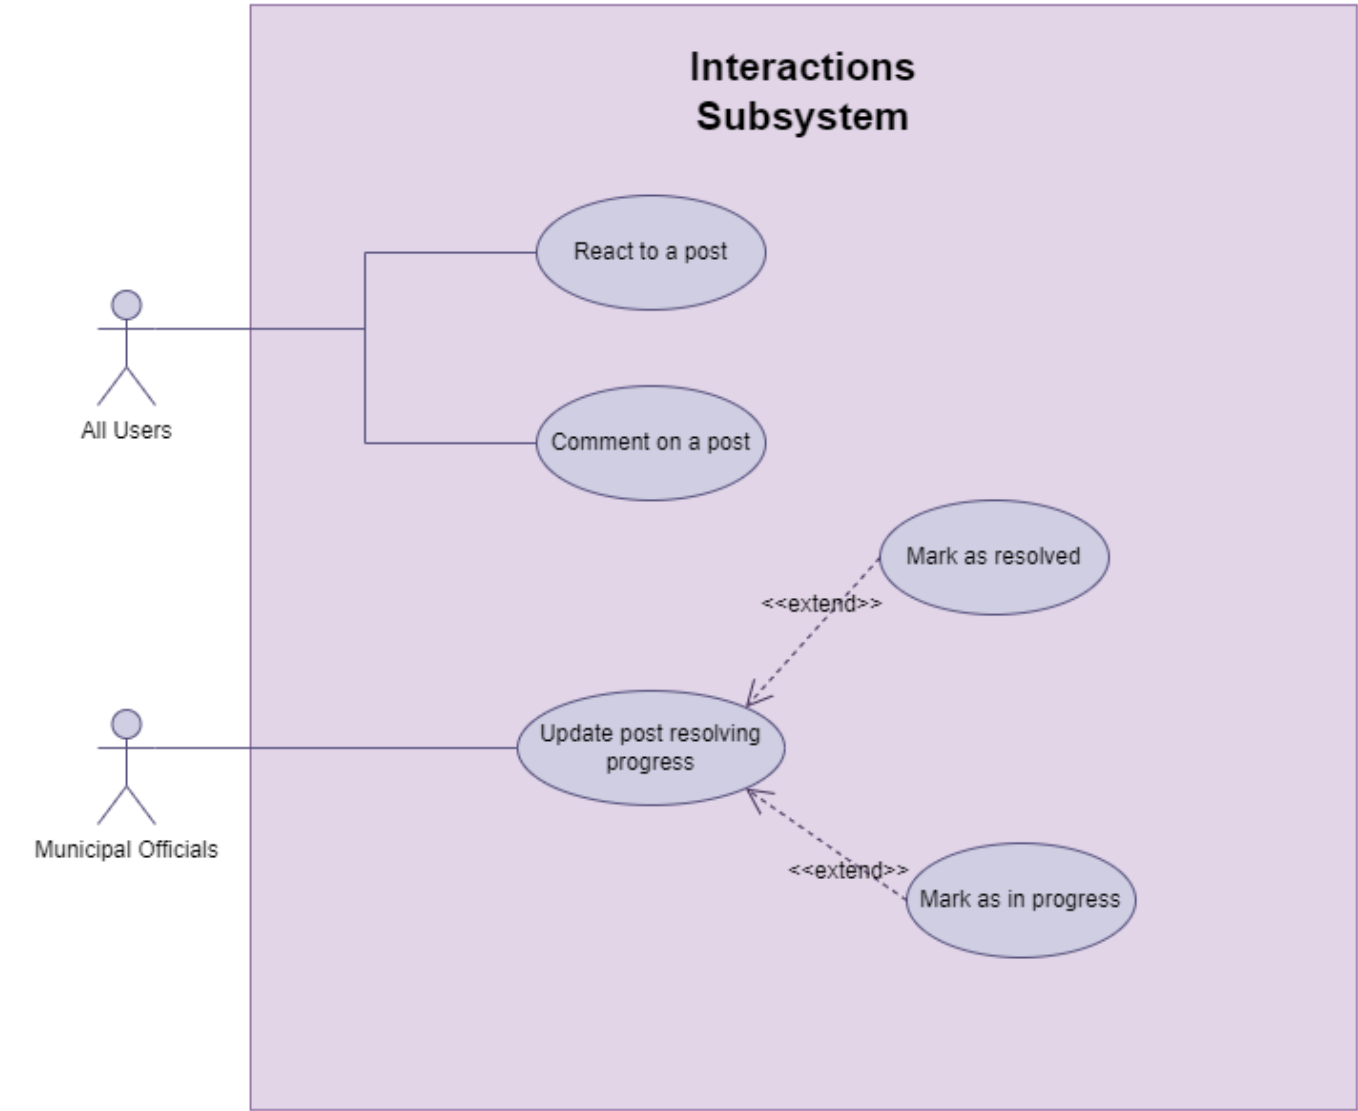 Interactions
Subsystem
React to a post
All Users
Comment on a post
Mark as resolved
<<extend>>
Update post resolving
progress
Municipal Officials
<<extend>>
Mark as in progress